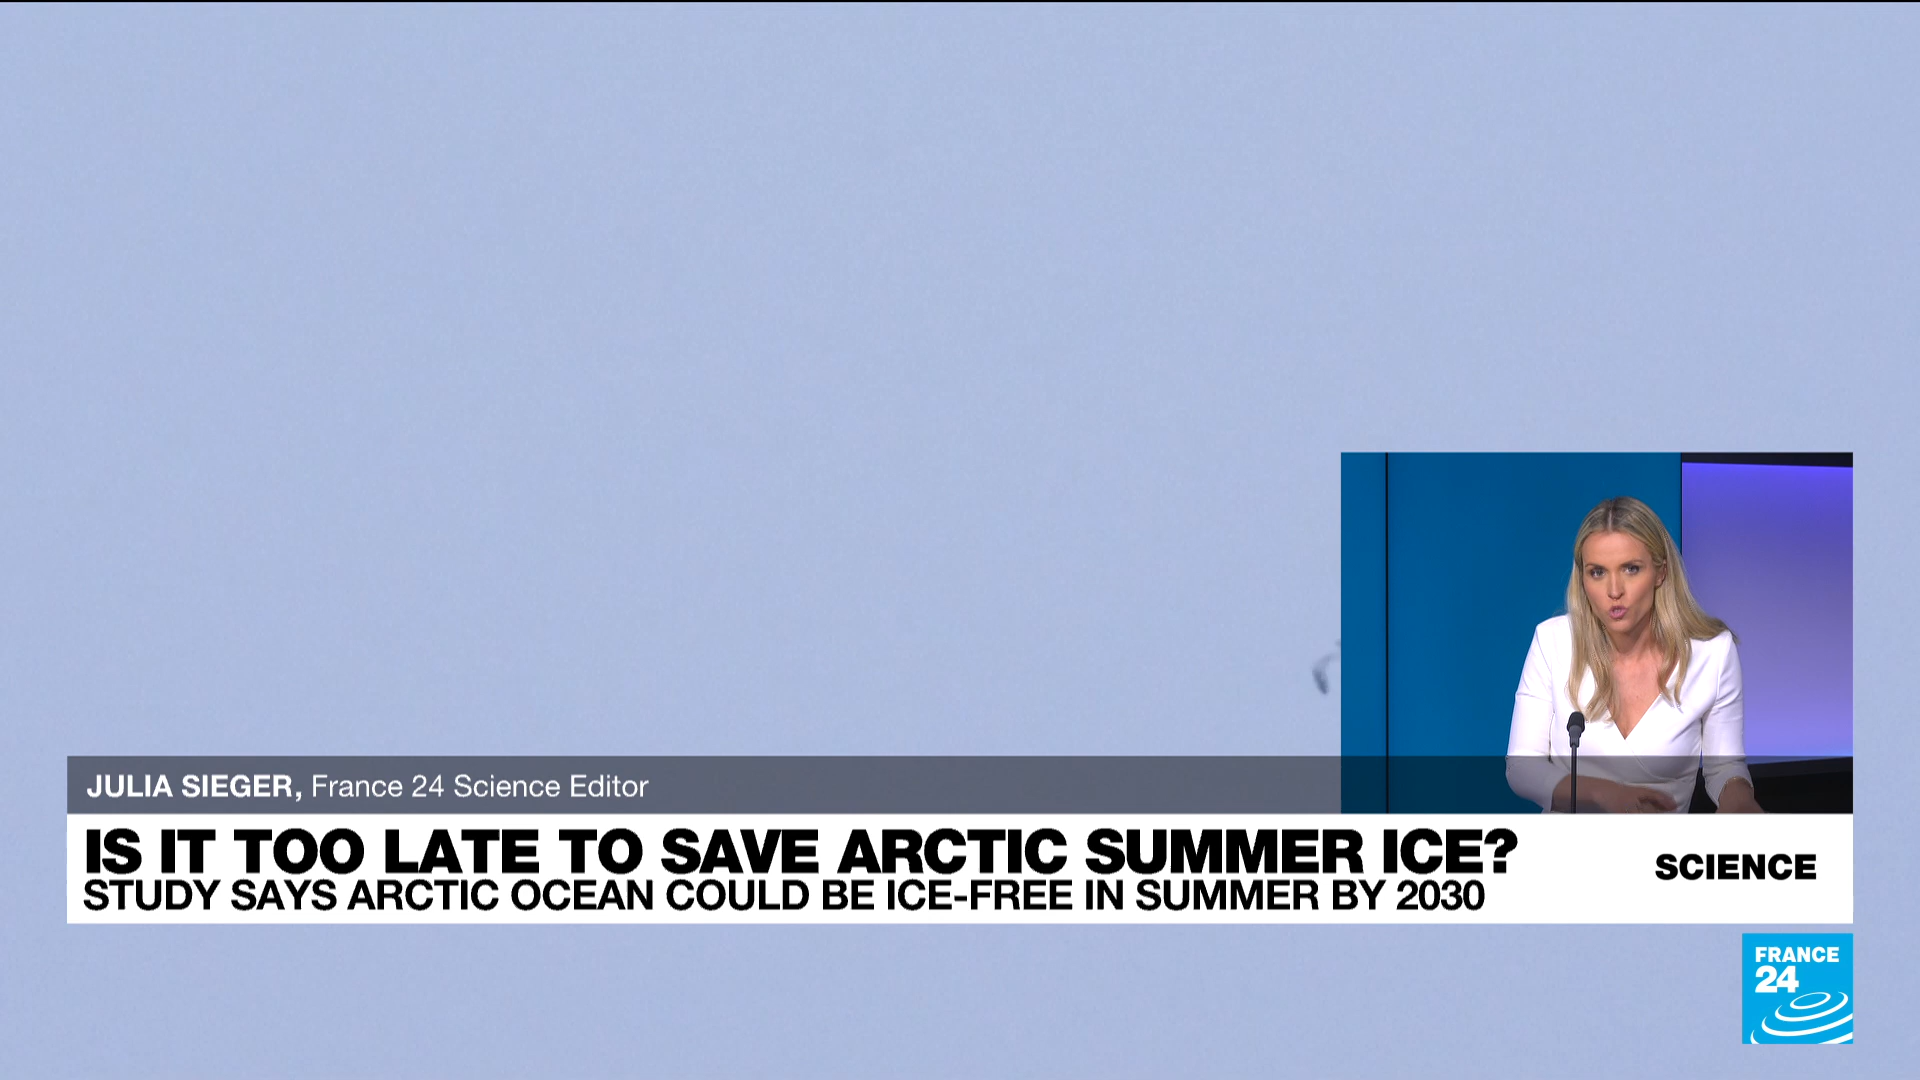 JULIA SIEGER, France 24 Science Editor
IS IT TOO LATE TO SAVE ARCTIC SUMMER ICE?
STUDY SAYS ARCTIC OCEAN COULD BE ICE-FREE IN SUMMER BY 2030
SCIENCE
FRANCE
24